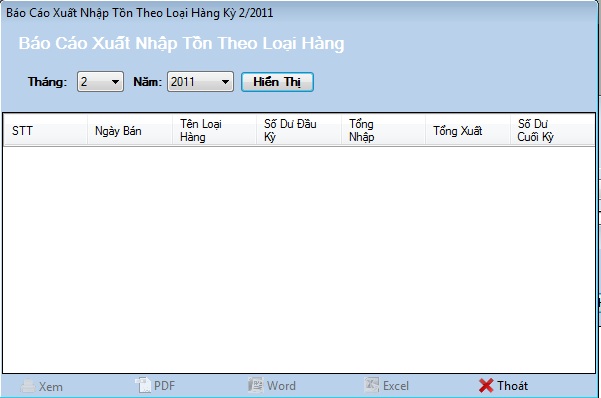 Báo Cáo Xuất Nhập Tồn Theo Loại Hàng Kỳ 2/2011
Báo Cáo Xuất Nhập Tồn Theo Loại Hàng
Tháng: 2 Năm: 2011 Hiển Thị
STT Ngày Bán Tên Loại Hàng Số Dư Đầu Kỳ Tổng Nhập Tổng Xuất Số Dư Cuối Kỳ
Xem PDF Word Excel Thoát